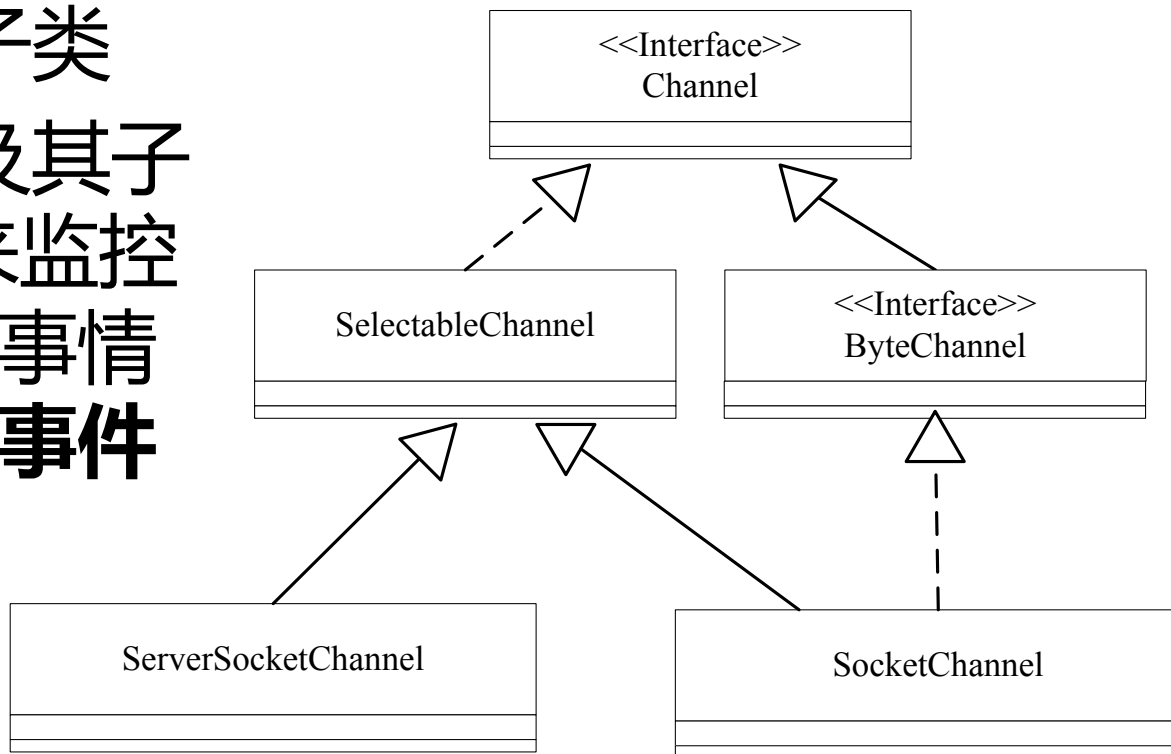 子类
及其子
来监控
事情
事件
<<Interface>>
Channel
SelectableChannel
<<Interface>>
ByteChannel
ServerSocketChannel
SocketChannel